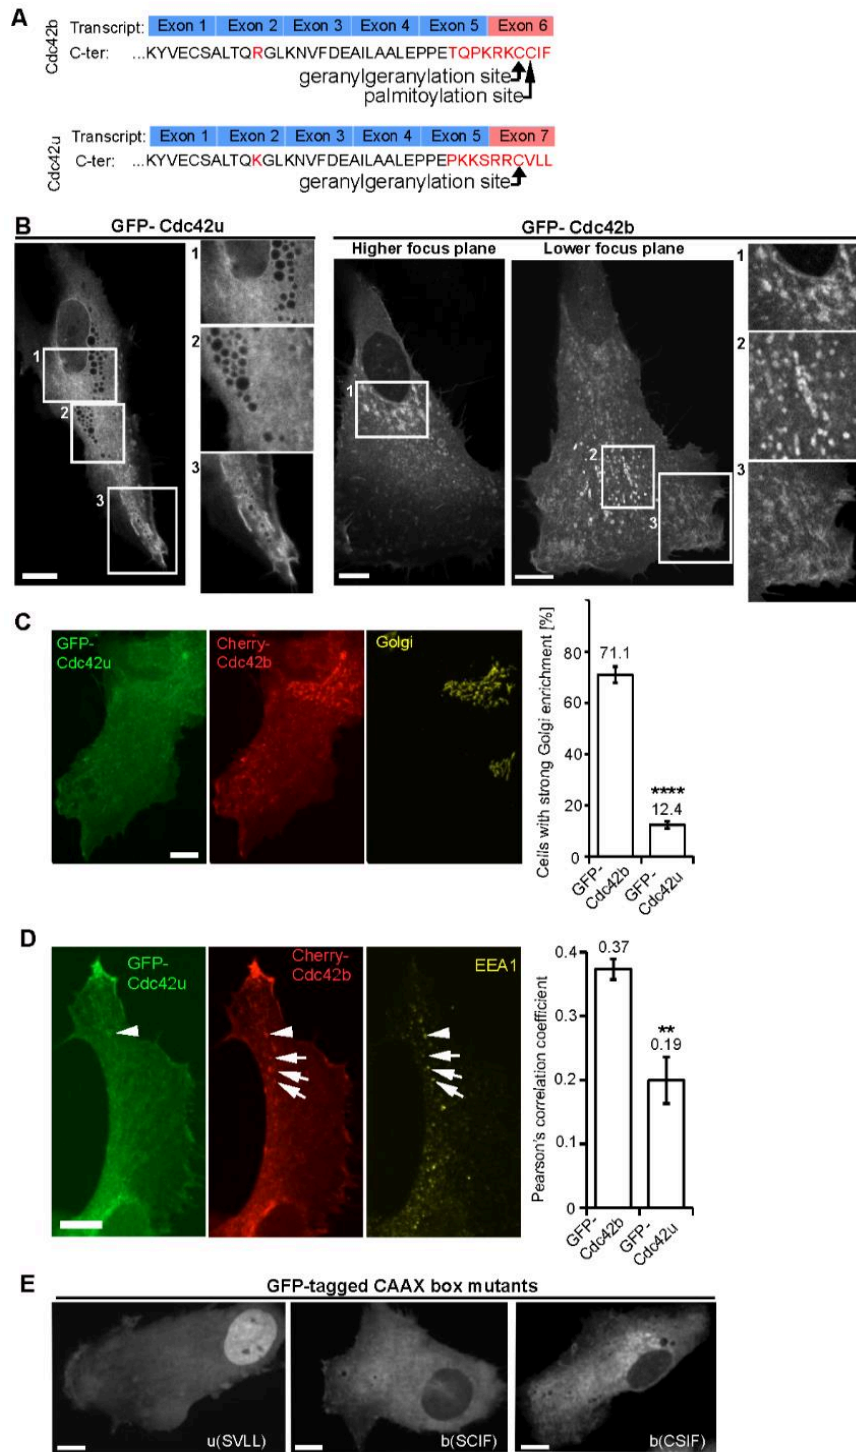 A
Cdc42b
Transcript: Exon 1 Exon 2 Exon 3 Exon 4 Exon 5 Exon 6
C-ter: ...KYVECSALTQRGLKNVFDEAILAALEPPETQPKRKCCIF
geranylgeranylation site
palmitoylation site
Cdc42u
Transcript: Exon 1 Exon 2 Exon 3 Exon 4 Exon 5 Exon 7
C-ter: ...KYVECSALTQKGLKNVFDEAILAALEPPEPKKSRRCVLL
geranylgeranylation site
B
GFP- Cdc42u
GFP- Cdc42b
Higher focus plane
Lower focus plane
1
2
3
1
2
3
1
2
3
1
2
3
C
GFP-
Cdc42u
Cherry-
Cdc42b
Golgi
Cells with strong Golgi enrichment [%]
80
60
40
20
0
71.1
****
12.4
GFP-
Cdc42b
GFP-
Cdc42u
D
GFP-
Cdc42u
Cherry-
Cdc42b
EEA1
Pearson's correlation coefficient
0.4
0.3
0.2
0.1
0
0.37
**
0.19
GFP-
Cdc42b
GFP-
Cdc42u
E
GFP-tagged CAAX box mutants
u(SVLL)
b(SCIF)
b(CSIF)